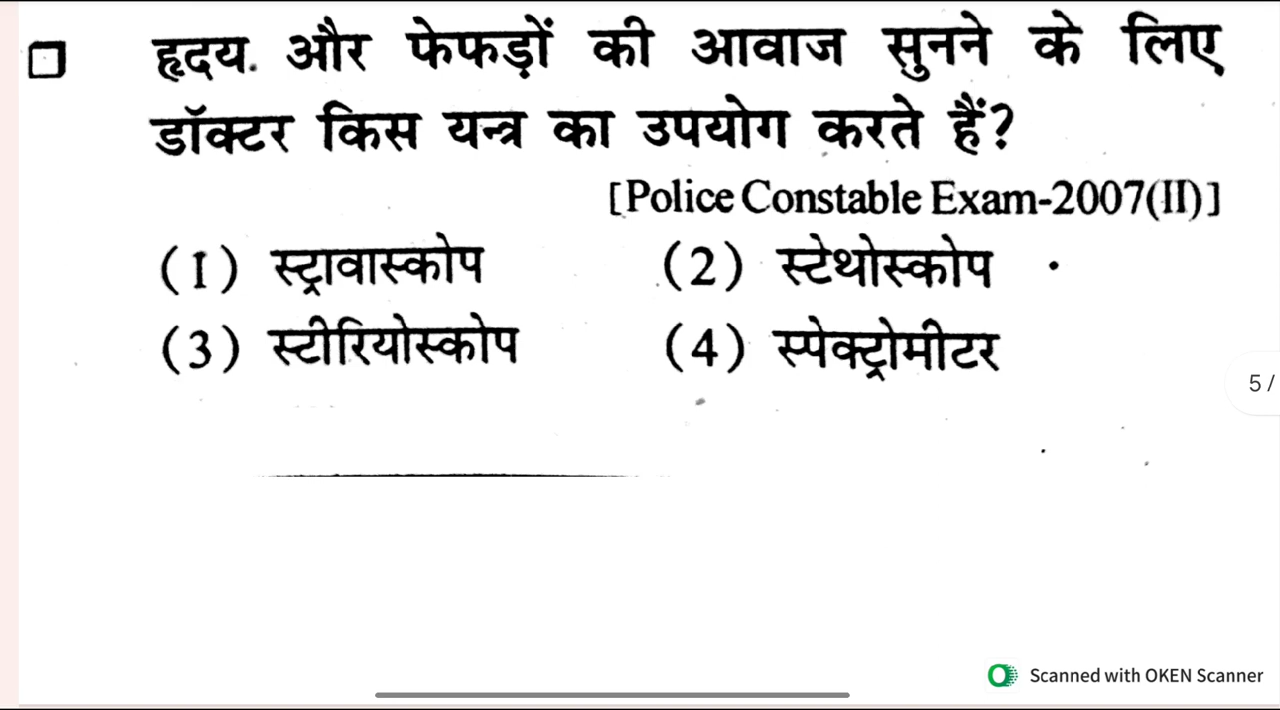 हृदय. और फेफड़ों की आवाज सुनने के लिए
डॉक्टर किस यन्त्र का उपयोग करते हैं?
[Police Constable Exam-2007(II)]
(1) स्ट्रावास्कोप (2) स्टेथोस्कोप
(3) स्टीरियोस्कोप (4) स्पेक्ट्रोमीटर
5 /
Scanned with OKEN Scanner